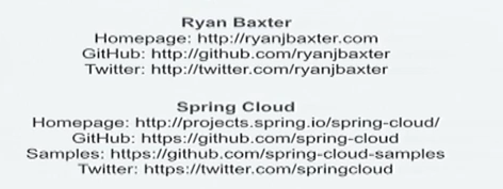 Ryan Baxter
Homepage: http://ryanjbaxter.com
GitHub: http://github.com/ryanjbaxter
Twitter: http://twitter.com/ryanjbaxter
Spring Cloud
Homepage: http://projects.spring.io/spring-cloud/
GitHub: https://github.com/spring-cloud
Samples: https://github.com/spring-cloud-samples
Twitter: https://twitter.com/springcloud